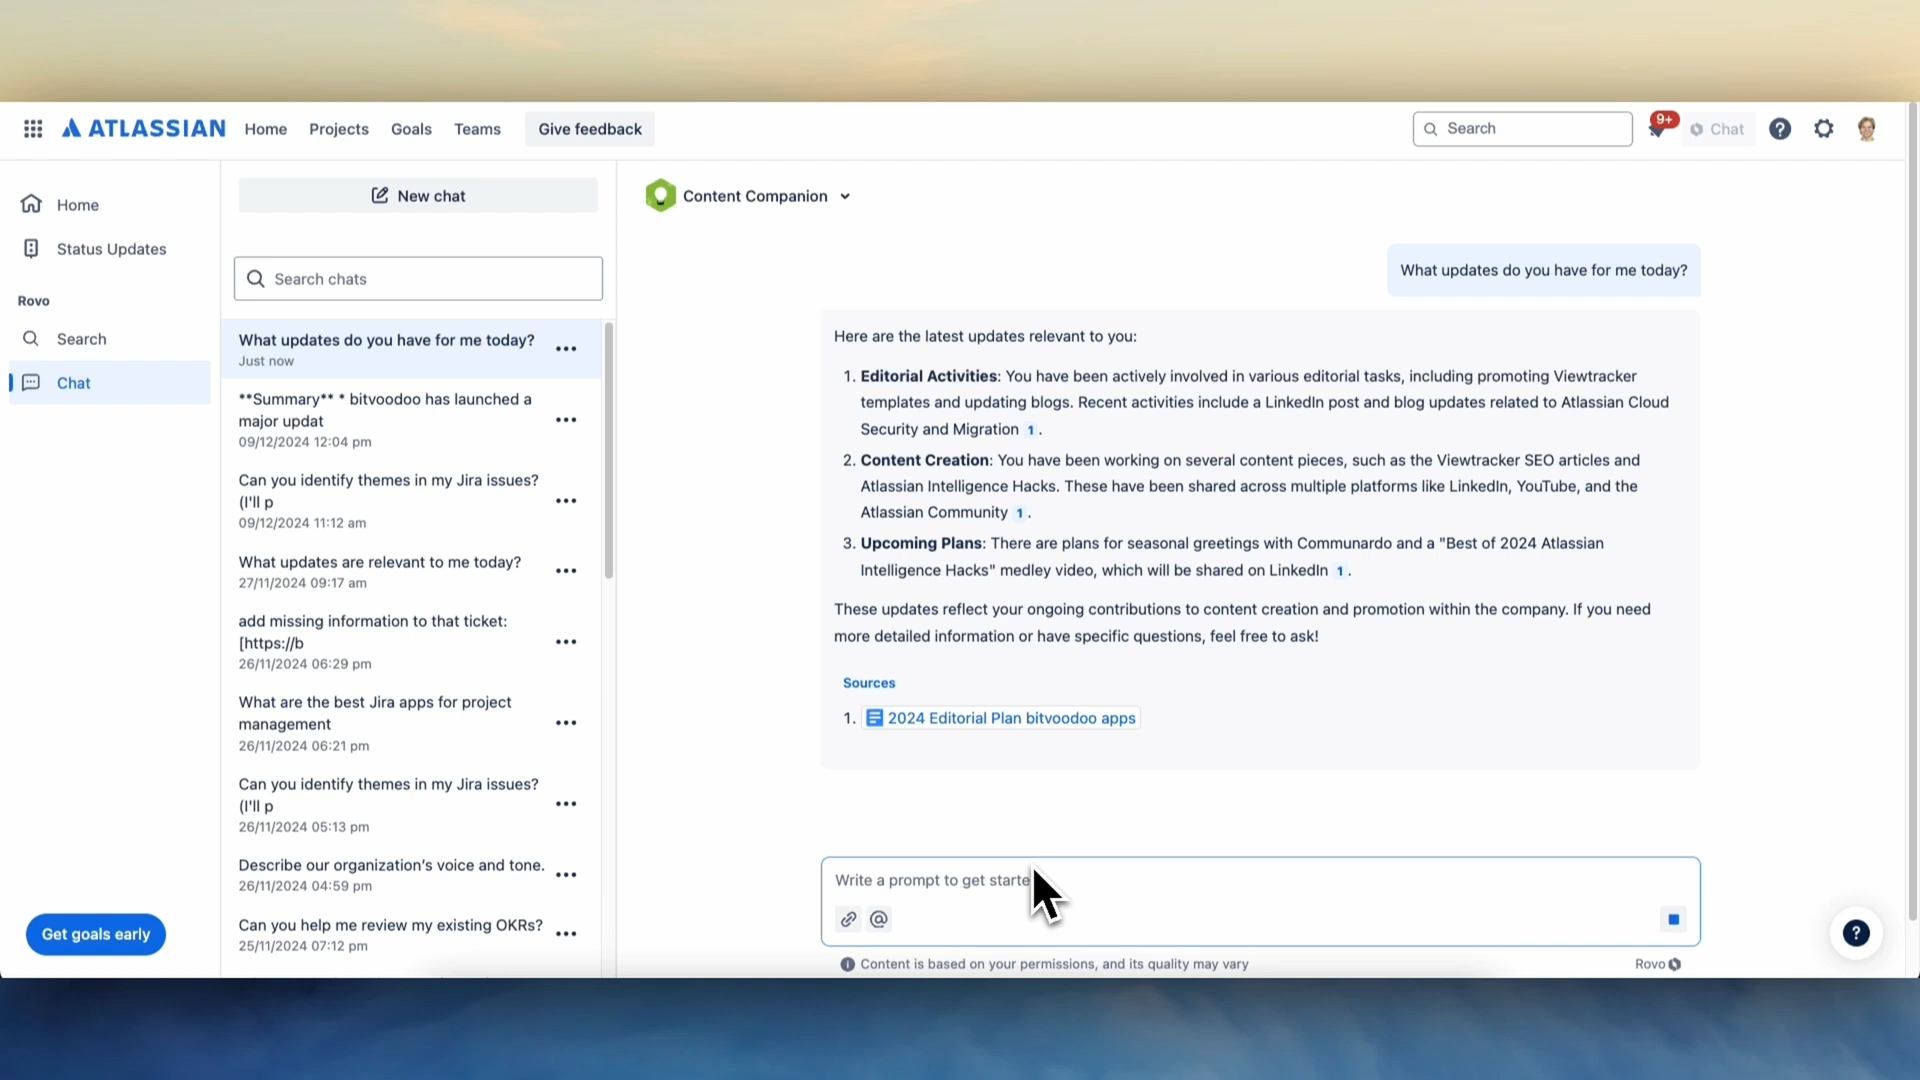 ATLASSIAN Home Projects Goals Teams Give feedback
Search 9+ Chat ?
Home
Status Updates
Rovo
Search
Chat
Get goals early
New chat
Search chats
What updates do you have for me today?
Just now
**Summary** * bitvoodoo has launched a
major updat
09/12/2024 12:04 pm
Can you identify themes in my Jira issues?
(I'll p
09/12/2024 11:12 am
What updates are relevant to me today?
27/11/2024 09:17 am
add missing information to that ticket:
[https://b
26/11/2024 06:29 pm
What are the best Jira apps for project
management
26/11/2024 06:21 pm
Can you identify themes in my Jira issues?
(I'll p
26/11/2024 05:13 pm
Describe our organization's voice and tone.
26/11/2024 04:59 pm
Can you help me review my existing OKRs?
25/11/2024 07:12 pm
Content Companion
What updates do you have for me today?
Here are the latest updates relevant to you:
1. Editorial Activities: You have been actively involved in various editorial tasks, including promoting Viewtracker
templates and updating blogs. Recent activities include a LinkedIn post and blog updates related to Atlassian Cloud
Security and Migration 1.
2. Content Creation: You have been working on several content pieces, such as the Viewtracker SEO articles and
Atlassian Intelligence Hacks. These have been shared across multiple platforms like LinkedIn, YouTube, and the
Atlassian Community 1.
3. Upcoming Plans: There are plans for seasonal greetings with Communardo and a "Best of 2024 Atlassian
Intelligence Hacks" medley video, which will be shared on LinkedIn 1.
These updates reflect your ongoing contributions to content creation and promotion within the company. If you need
more detailed information or have specific questions, feel free to ask!
Sources
1. 2024 Editorial Plan bitvoodoo apps
Write a prompt to get starte
@
?
Content is based on your permissions, and its quality may vary
Rovo